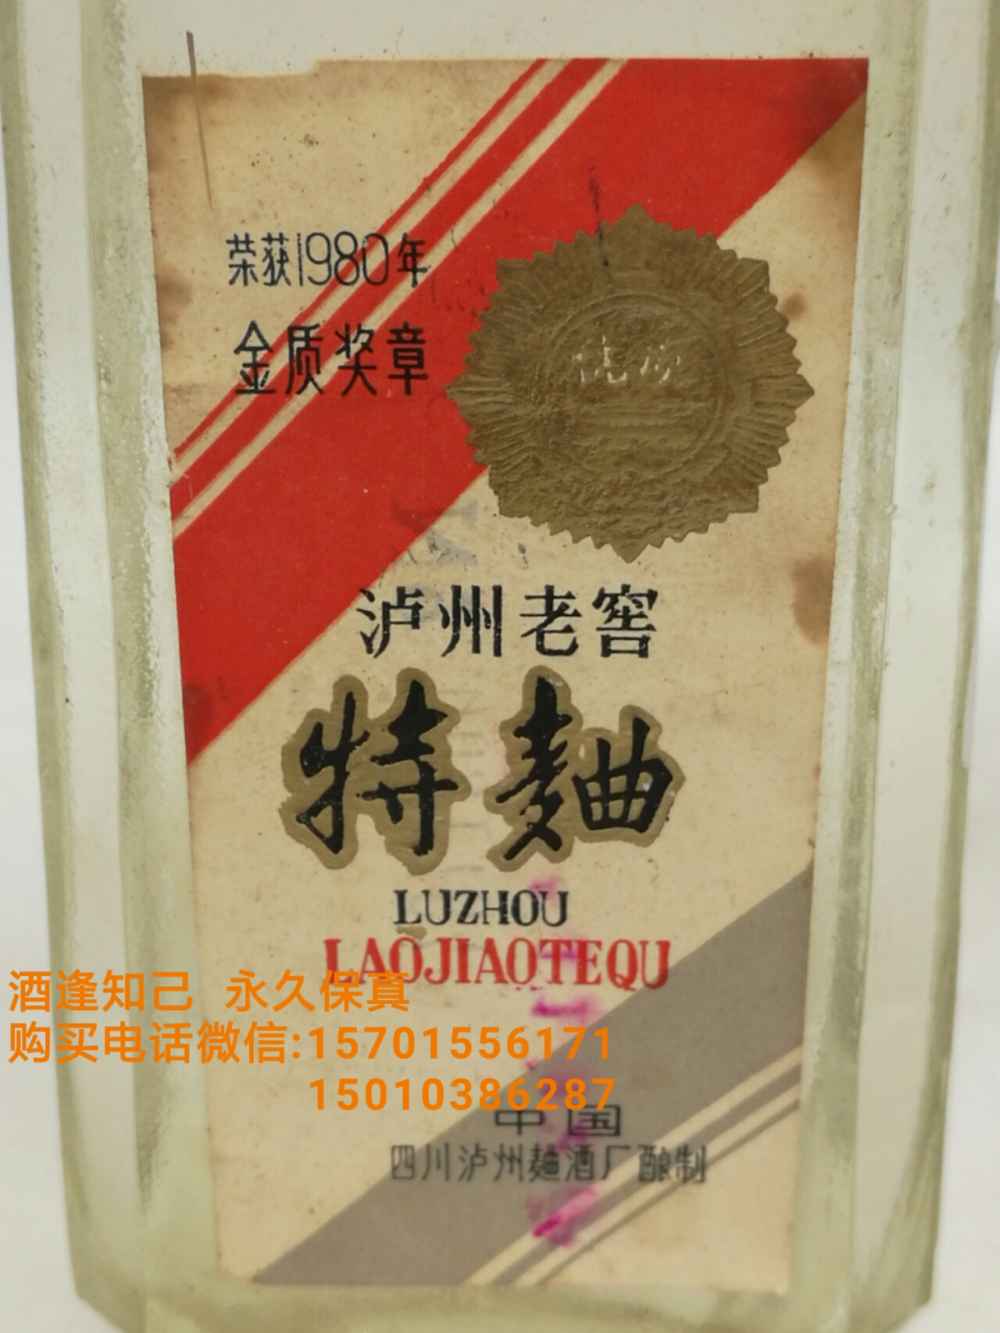 荣获1980年
金质奖章
优质
泸州老窖
特麯
LUZHOU
LAOJIAOTEQU
酒逢知己 永久保真
购买电话微信:15701556171
15010386287
中国
四川泸州麯酒厂酿制